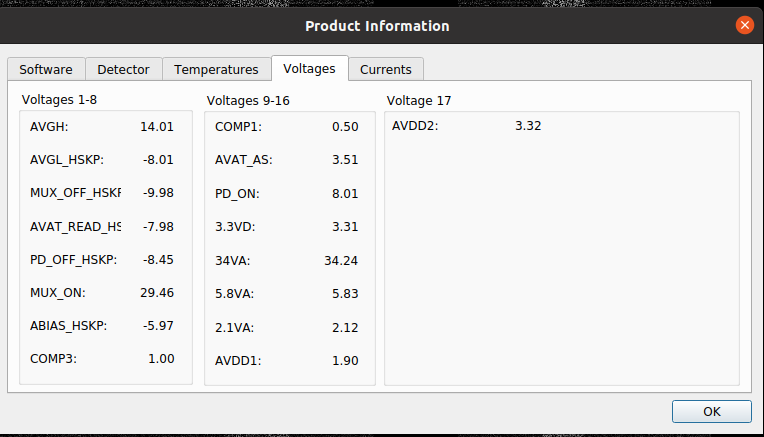 Product Information
Software Detector Temperatures Voltages Currents
Voltages 1-8
AVGH: 14.01
AVGL_HSKP: -8.01
MUX_OFF_HSKP -9.98
AVAT_READ_HS -7.98
PD_OFF_HSKP: -8.45
MUX_ON: 29.46
ABIAS_HSKP: -5.97
COMP3: 1.00
Voltages 9-16
COMP1: 0.50
AVAT_AS: 3.51
PD_ON: 8.01
3.3VD: 3.31
34VA: 34.24
5.8VA: 5.83
2.1VA: 2.12
AVDD1: 1.90
Voltage 17
AVDD2: 3.32
OK